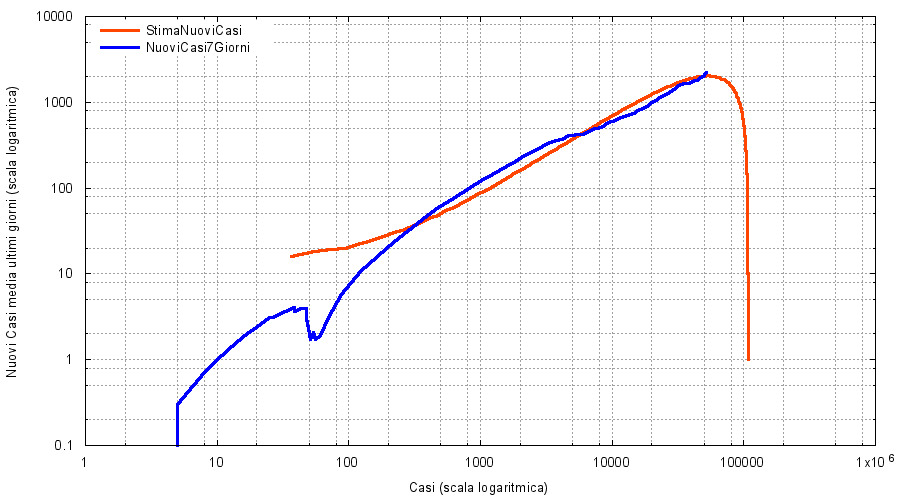 10000
1000
100
10
1
0.1
StimaNuoviCasi
NuoviCasi7Giorni
Nuovi Casi media ultimi giorni (scala logaritmica)
1 10 100 1000 10000 100000 1x10 6
Casi (scala logaritmica)